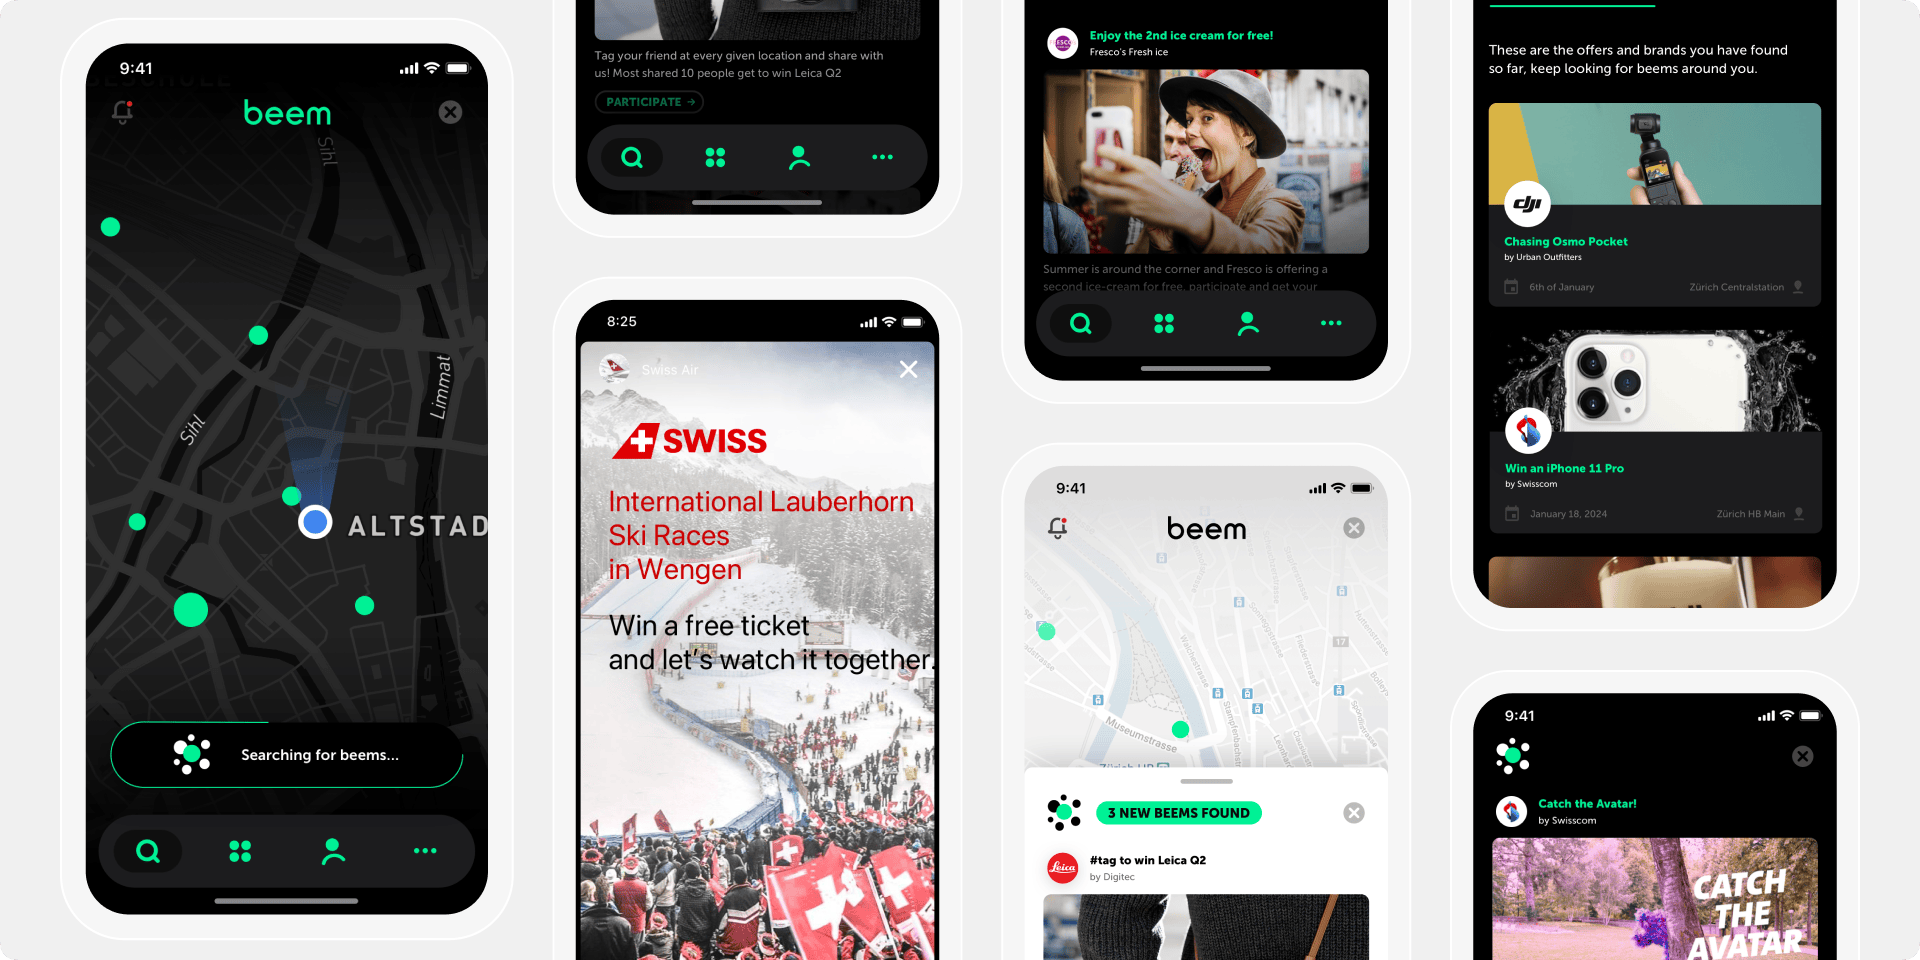 9:41
beem
Sihl
Sihl
Limmat
ALTSTAD
Searching for beems...
Tag your friend at every given location and share with
us! Most shared 10 people get to win Leica Q2
PARTICIPATE →
8:25
Swiss Air
SWISS
International Lauberhorn
Ski Races
in Wengen
Win a free ticket
and let's watch it together.
Enjoy the 2nd ice cream for free!
Fresco's Fresh ice
Summer is around the corner and Fresco is offering a
second ice-cream for free, participate and get your
9:41
beem
17
Museumstrasse
Zürich HB
3 NEW BEEMS FOUND
Leica
#tag to win Leica Q2
by Digitec
These are the offers and brands you have found
so far, keep looking for beems around you.
dji
Chasing Osmo Pocket
by Urban Outfitters
6th of January
Zürich Centralstation
Win an iPhone 11 Pro
by Swisscom
January 18, 2024
Zürich HB Main
9:41
Catch the Avatar!
by Swisscom
CATCH
THE
AVATAR